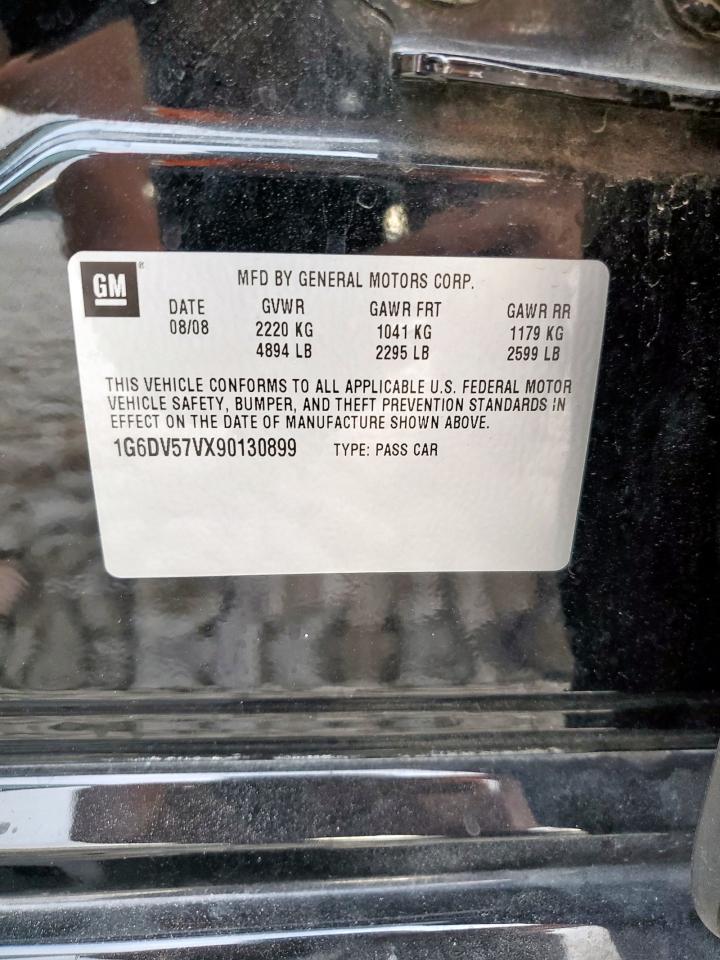 GM®
MFD BY GENERAL MOTORS CORP.
DATE GVWR GAWR FRT GAWR RR
08/08 2220 KG 1041 KG 1179 KG
4894 LB 2295 LB 2599 LB
THIS VEHICLE CONFORMS TO ALL APPLICABLE U.S. FEDERAL MOTOR
VEHICLE SAFETY, BUMPER, AND THEFT PREVENTION STANDARDS IN
EFFECT ON THE DATE OF MANUFACTURE SHOWN ABOVE.
1G6DV57VX90130899 TYPE: PASS CAR